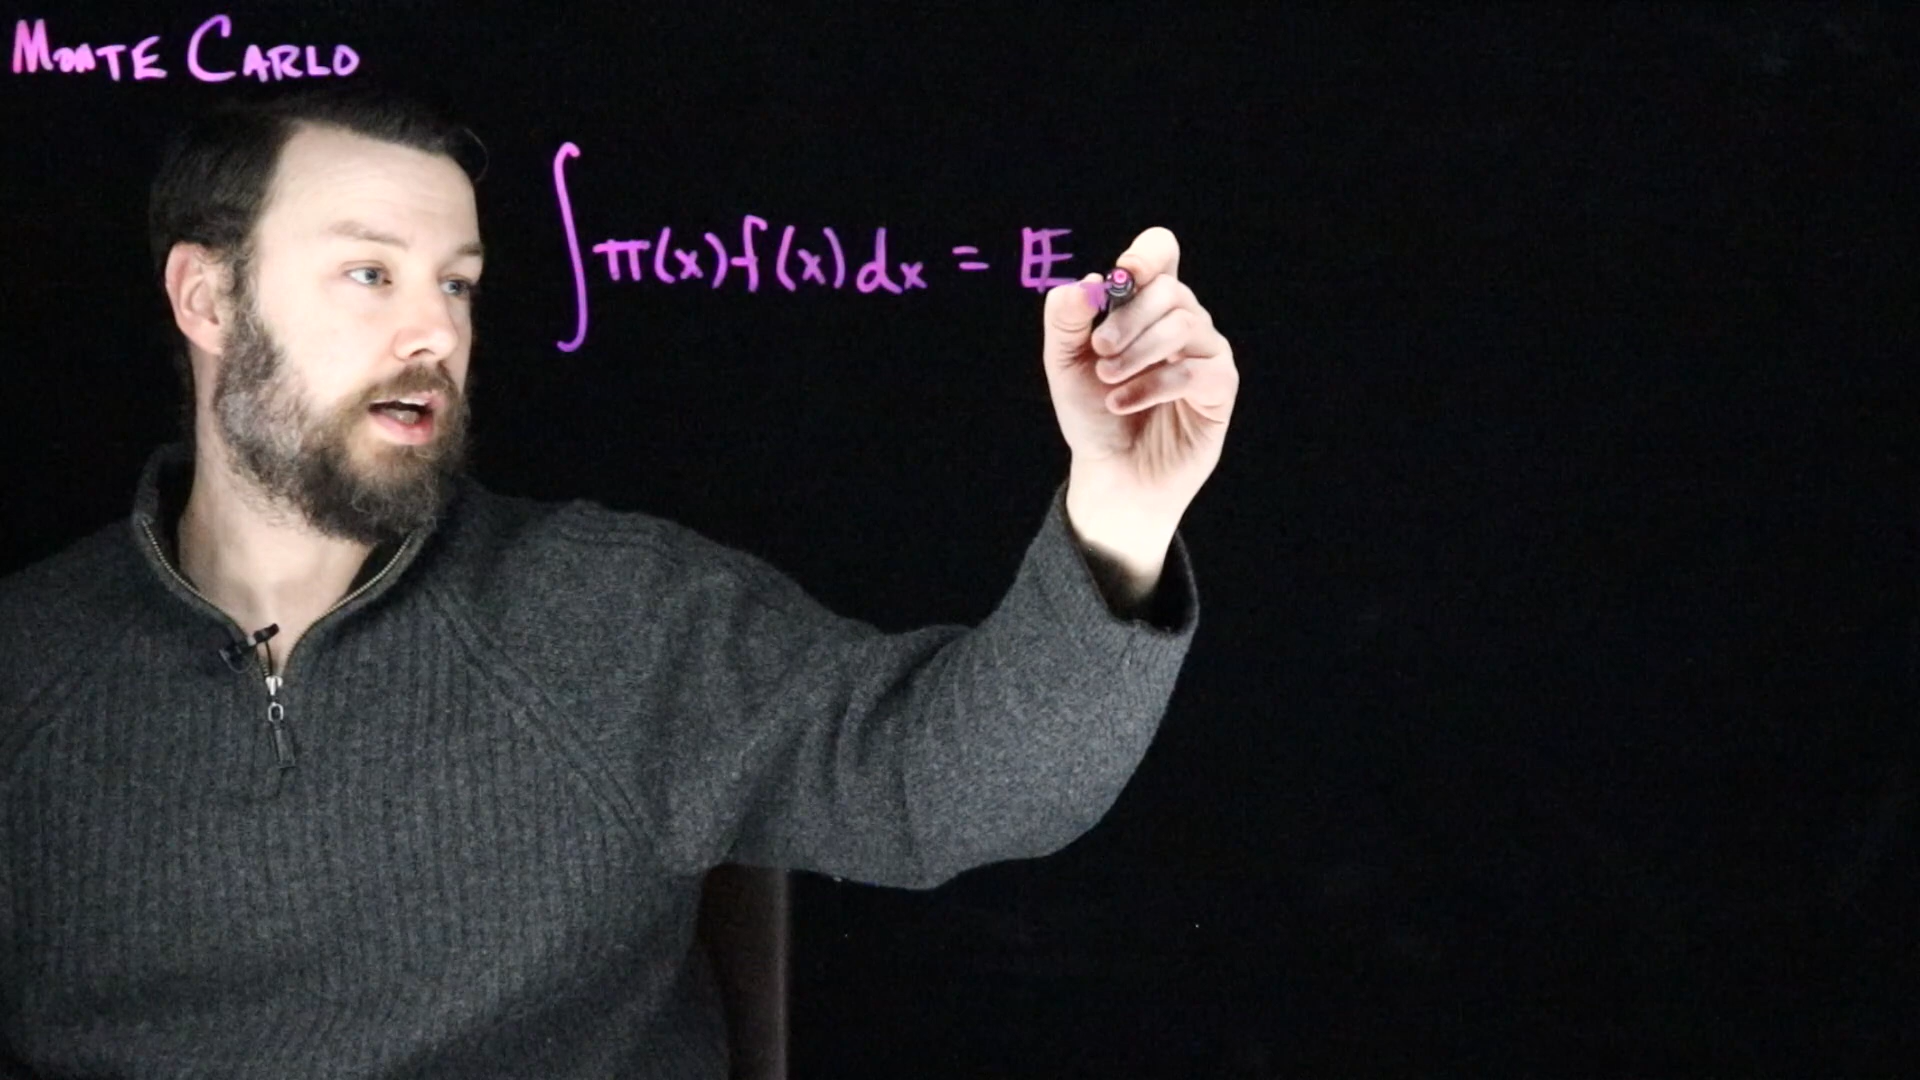 MONTE CARLO
∫π(x)f(x)dx = 𝔼